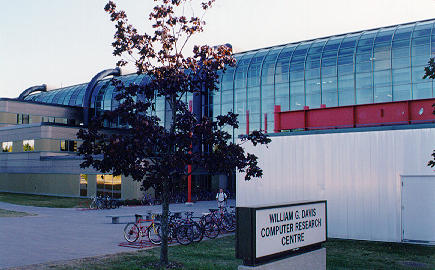 WILLIAM G. DAVIS
COMPUTER RESEARCH
CENTRE